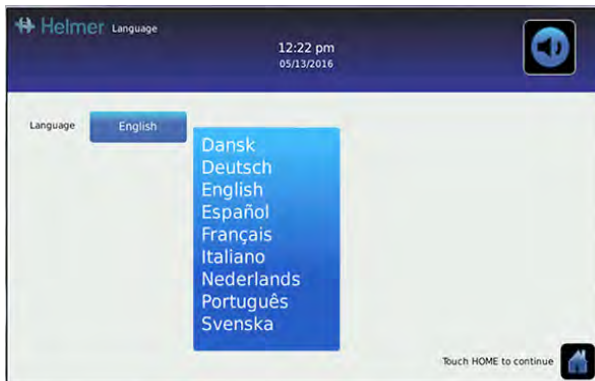 Helmer Language
12:22 pm
05/13/2016
Language English
Dansk
Deutsch
English
Español
Français
Italiano
Nederlands
Português
Svenska
Touch HOME to continue